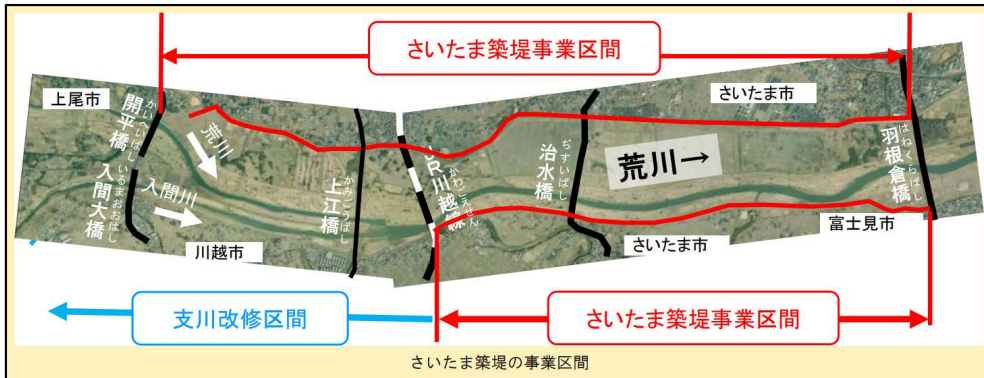 さいたま築堤事業区間
上尾市
さいたま市
かいへいばし
開平橋
荒川
いるまおおはし
入間大橋
入間川
かみごうばし
上江橋
かわごえせん
JR川越線
ぢすいばし
治水橋
荒川→
はねくらばし
羽根倉橋
川越市
さいたま市
富士見市
支川改修区間
さいたま築堤事業区間
さいたま築堤の事業区間